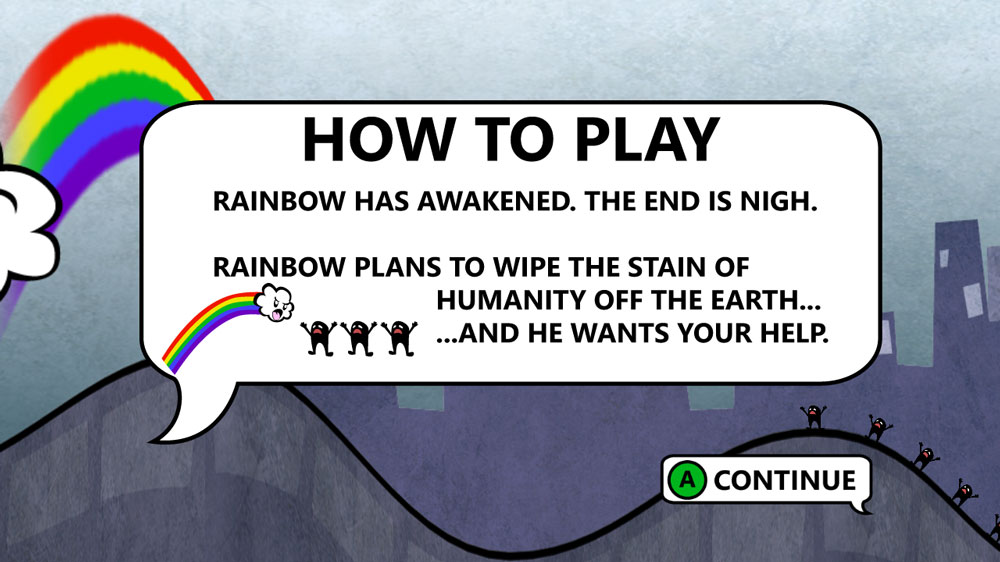 HOW TO PLAY
RAINBOW HAS AWAKENED. THE END IS NIGH.
RAINBOW PLANS TO WIPE THE STAIN OF
HUMANITY OFF THE EARTH...
...AND HE WANTS YOUR HELP.
A CONTINUE